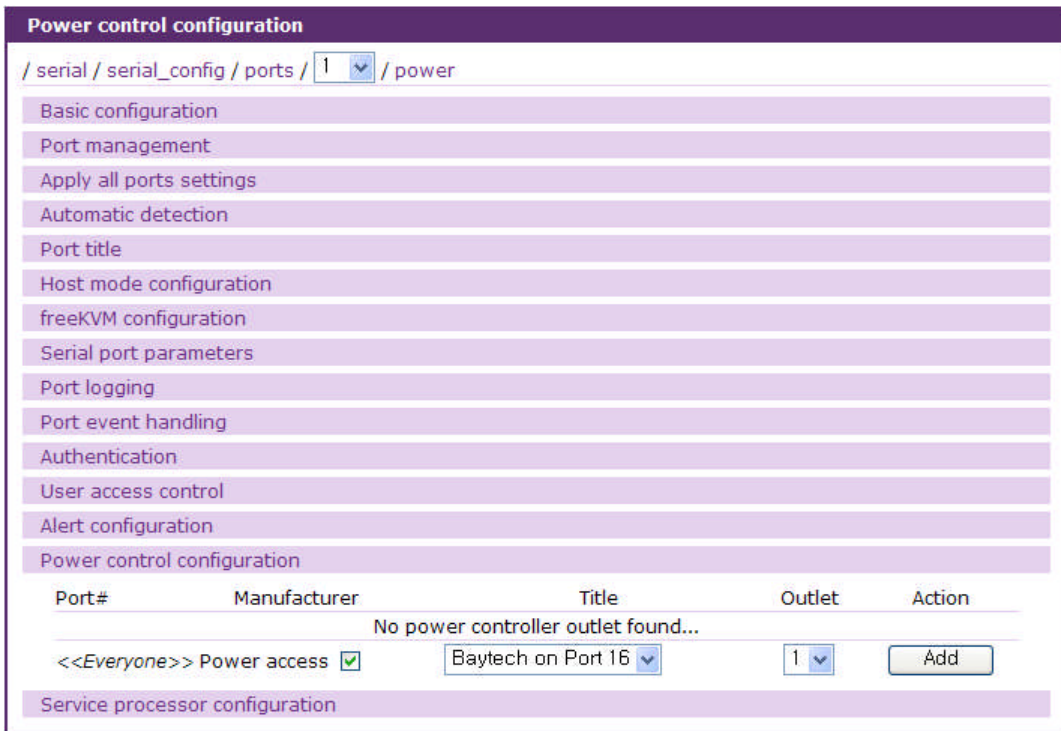 Power control configuration
/ serial / serial_config / ports / 1 / power
Basic configuration
Port management
Apply all ports settings
Automatic detection
Port title
Host mode configuration
freeKVM configuration
Serial port parameters
Port logging
Port event handling
Authentication
User access control
Alert configuration
Power control configuration
Port# Manufacturer Title Outlet Action
No power controller outlet found...
<<Everyone>> Power access Baytech on Port 16 1 Add
Service processor configuration